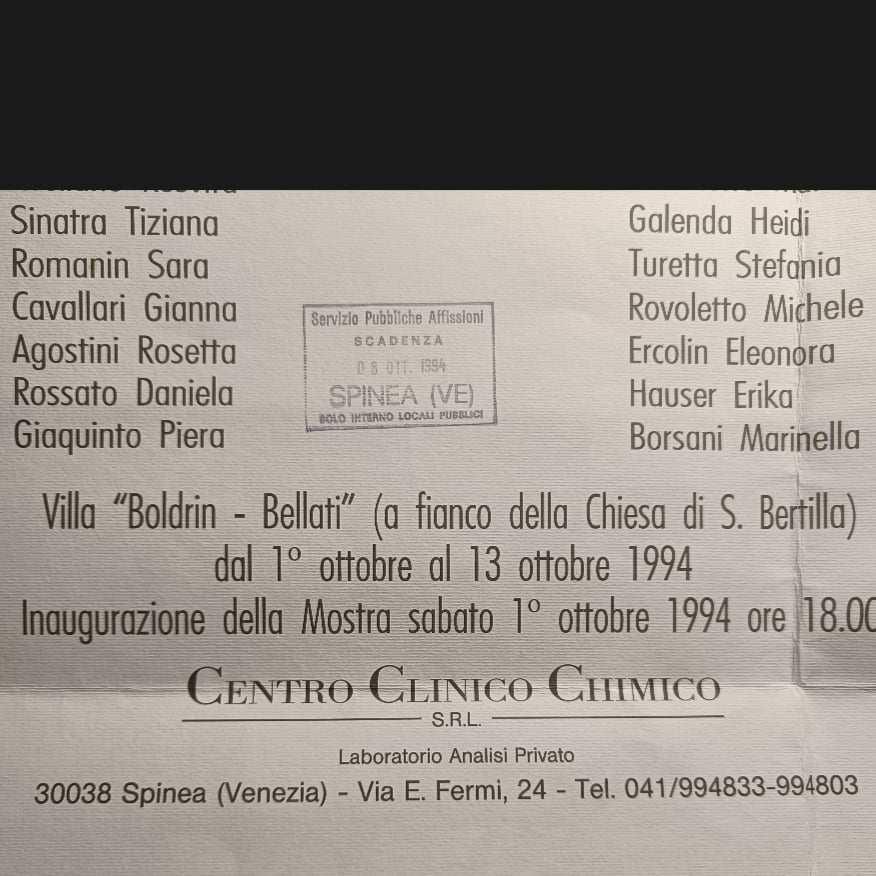 Sinatra Tiziana
Romanin Sara
Cavallari Gianna
Agostini Rosetta
Rossato Daniela
Giaquinto Piera
Galenda Heidi
Turetta Stefania
Rovoletto Michele
Ercolin Eleonora
Hauser Erika
Borsani Marinella
Servizio Pubbliche Affissioni
SCADENZA
08 OTT. 1994
SPINEA (VE)
SOLO INTERNO LOCALI PUBBLICI
Villa “Boldrin - Bellati” (a fianco della Chiesa di S. Bertilla)
dal 1° ottobre al 13 ottobre 1994
Inaugurazione della Mostra sabato 1° ottobre 1994 ore 18.00
CENTRO CLINICO CHIMICO
S.R.L.
Laboratorio Analisi Privato
30038 Spinea (Venezia) - Via E. Fermi, 24 - Tel. 041/994833-994803